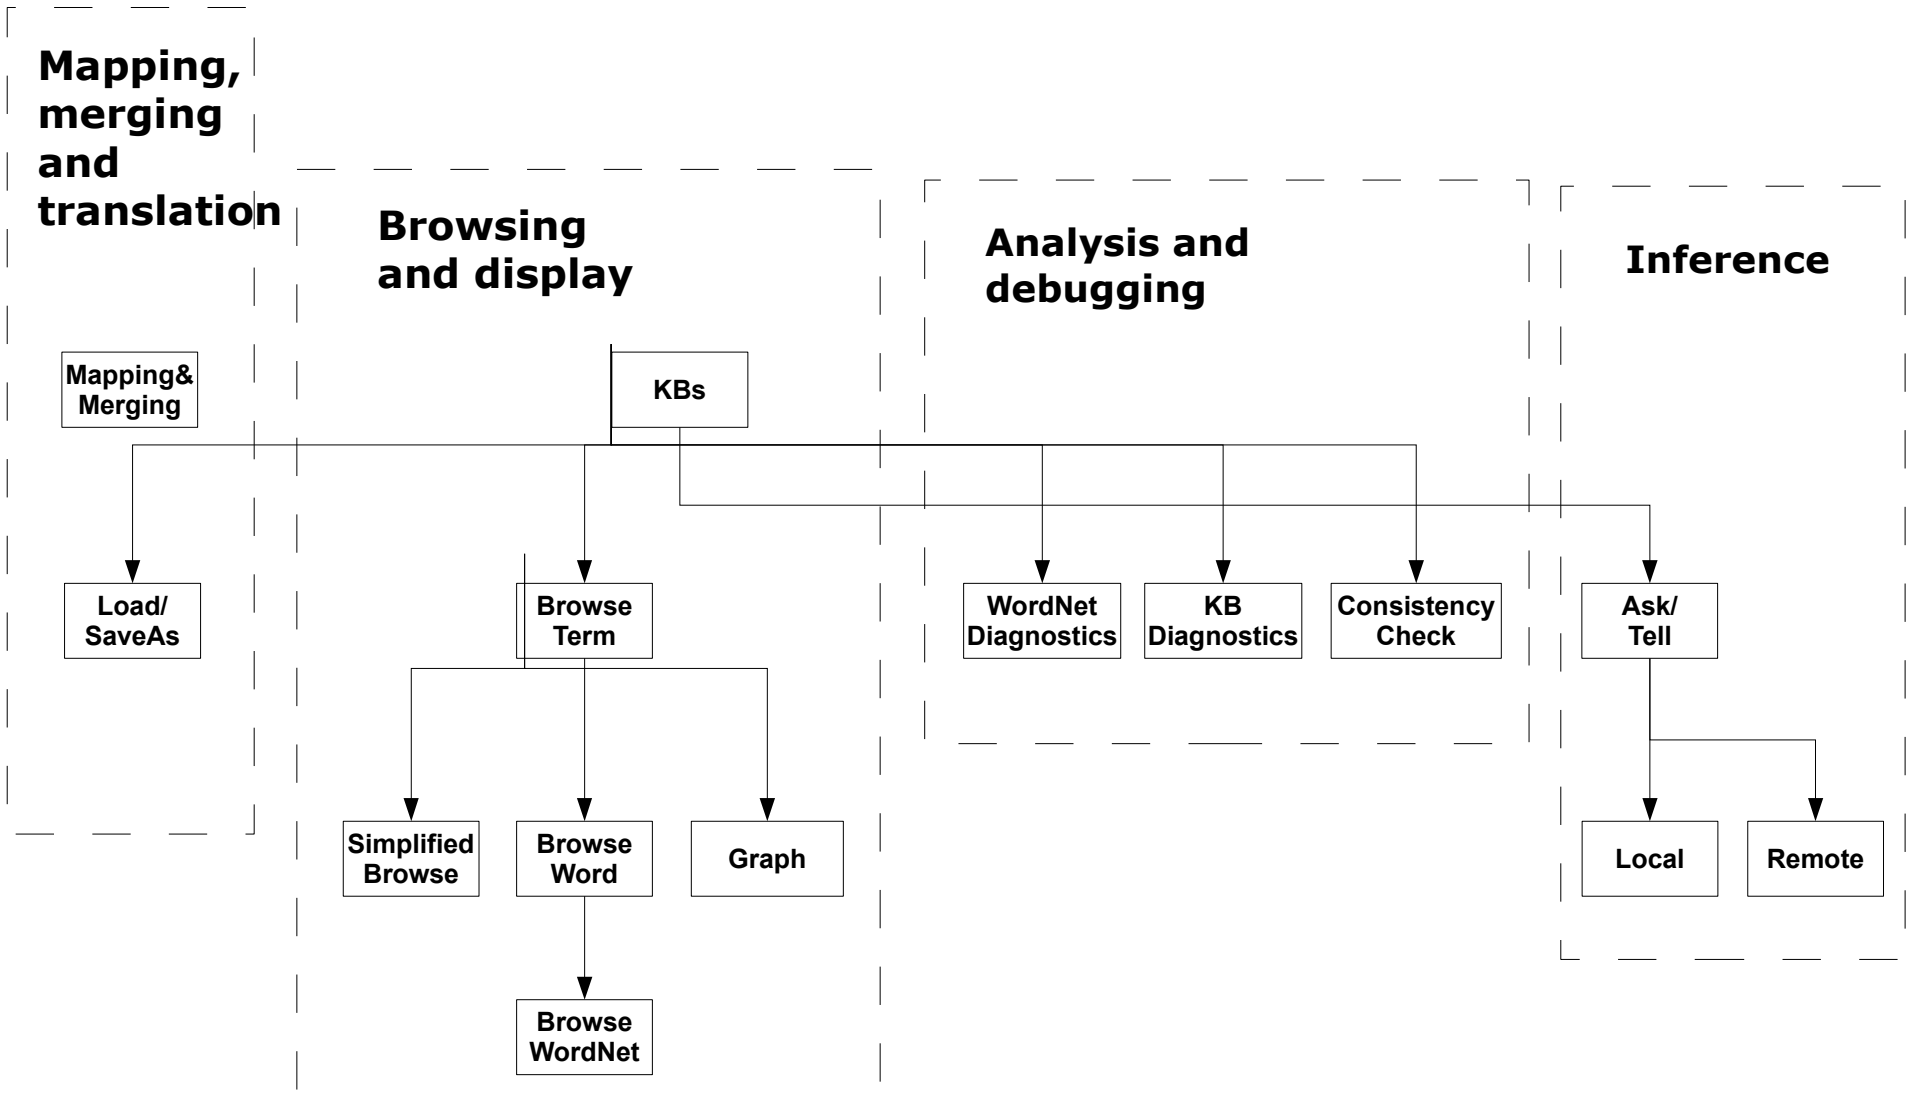 Mapping,
merging
and
translation
Browsing
and display
Analysis and
debugging
Inference
Mapping&
Merging
KBs
Load/
SaveAs
Browse
Term
WordNet
Diagnostics
KB
Diagnostics
Consistency
Check
Ask/
Tell
Simplified
Browse
Browse
Word
Graph
Local
Remote
Browse
WordNet